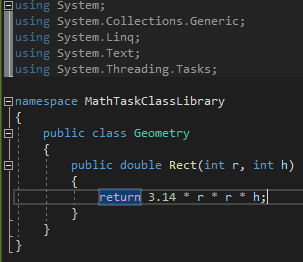 using System;
using System.Collections.Generic;
using System.Linq;
using System.Text;
using System.Threading.Tasks;
namespace MathTaskClassLibrary
{
public class Geometry
{
public double Rect(int r, int h)
{
return 3.14 * r * r * h;
}
}
}